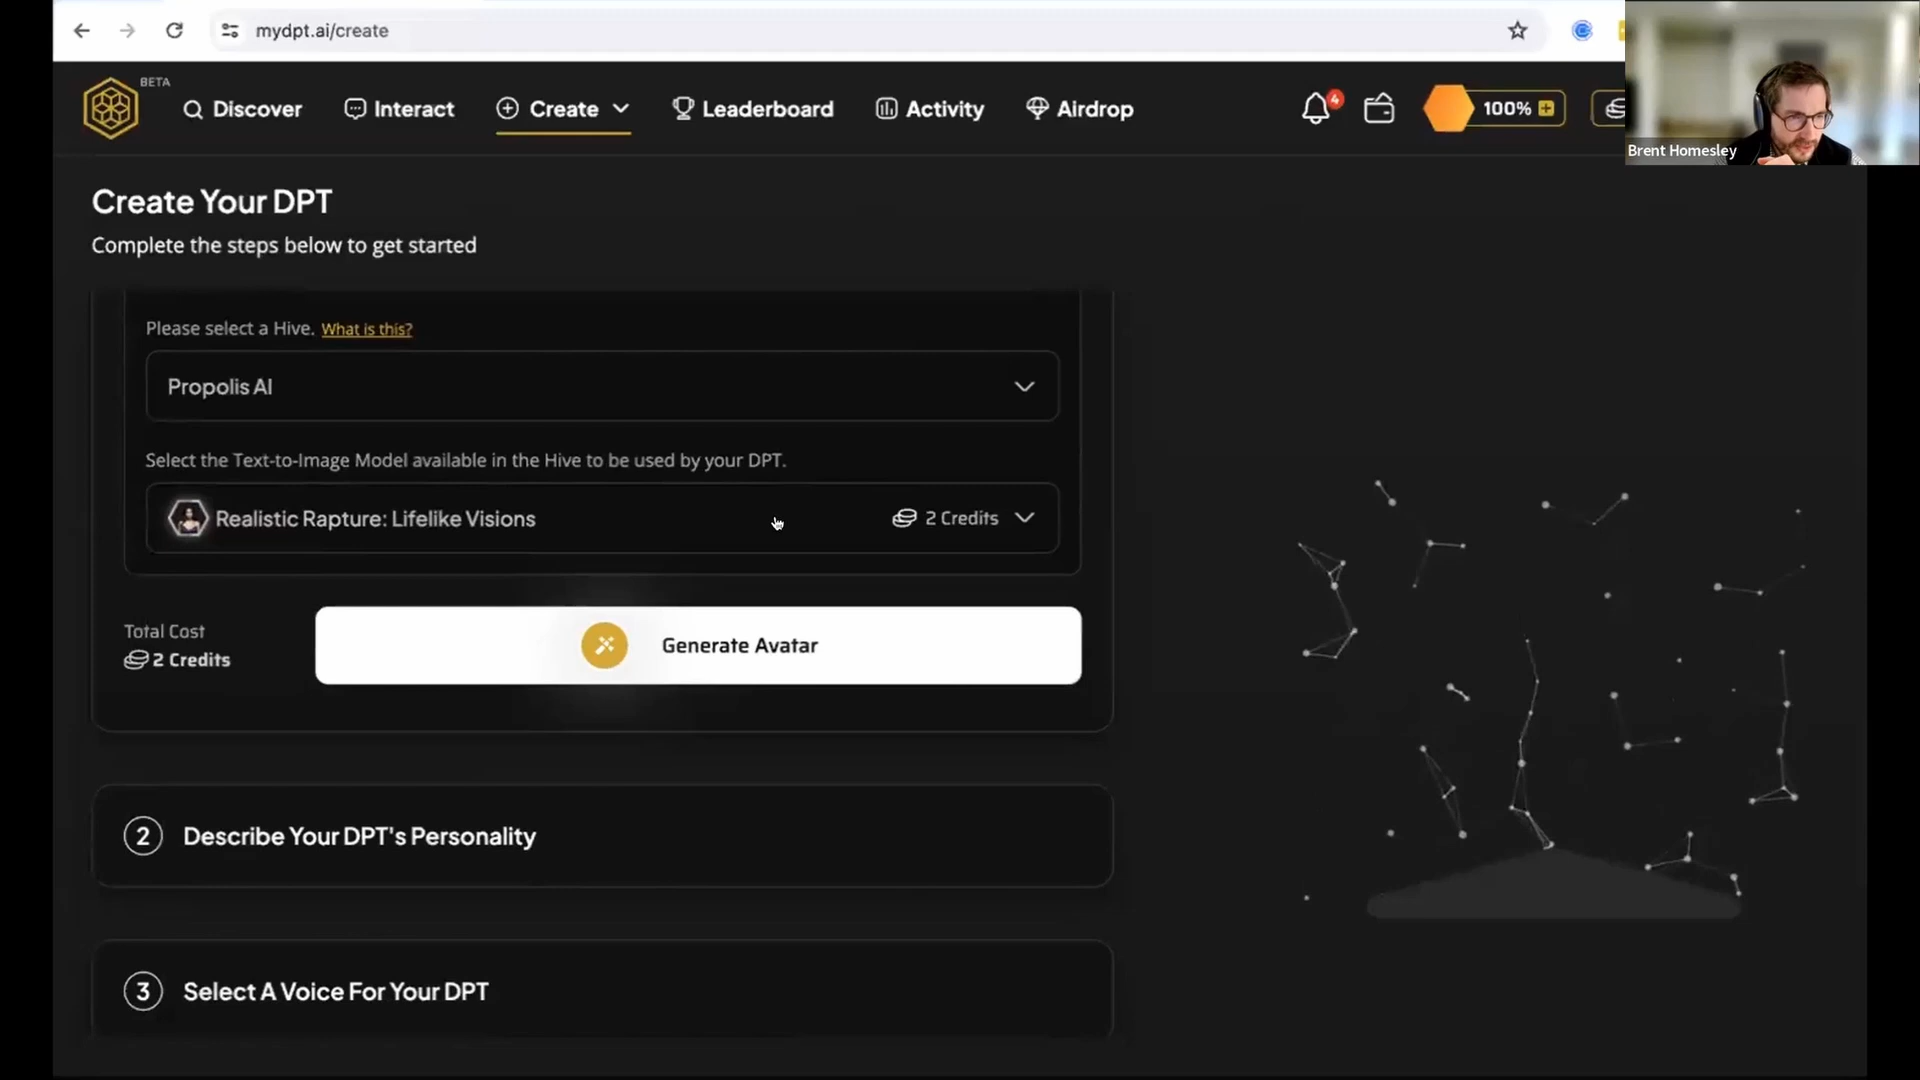 mydpt.ai/create
BETA
Discover
Interact
Create
Leaderboard
Activity
Airdrop
4
100%
Brent Homesley
Create Your DPT
Complete the steps below to get started
Please select a Hive. What is this?
Propolis AI
Select the Text-to-Image Model available in the Hive to be used by your DPT.
Realistic Rapture: Lifelike Visions
2 Credits
Total Cost
2 Credits
Generate Avatar
2
Describe Your DPT's Personality
3
Select A Voice For Your DPT